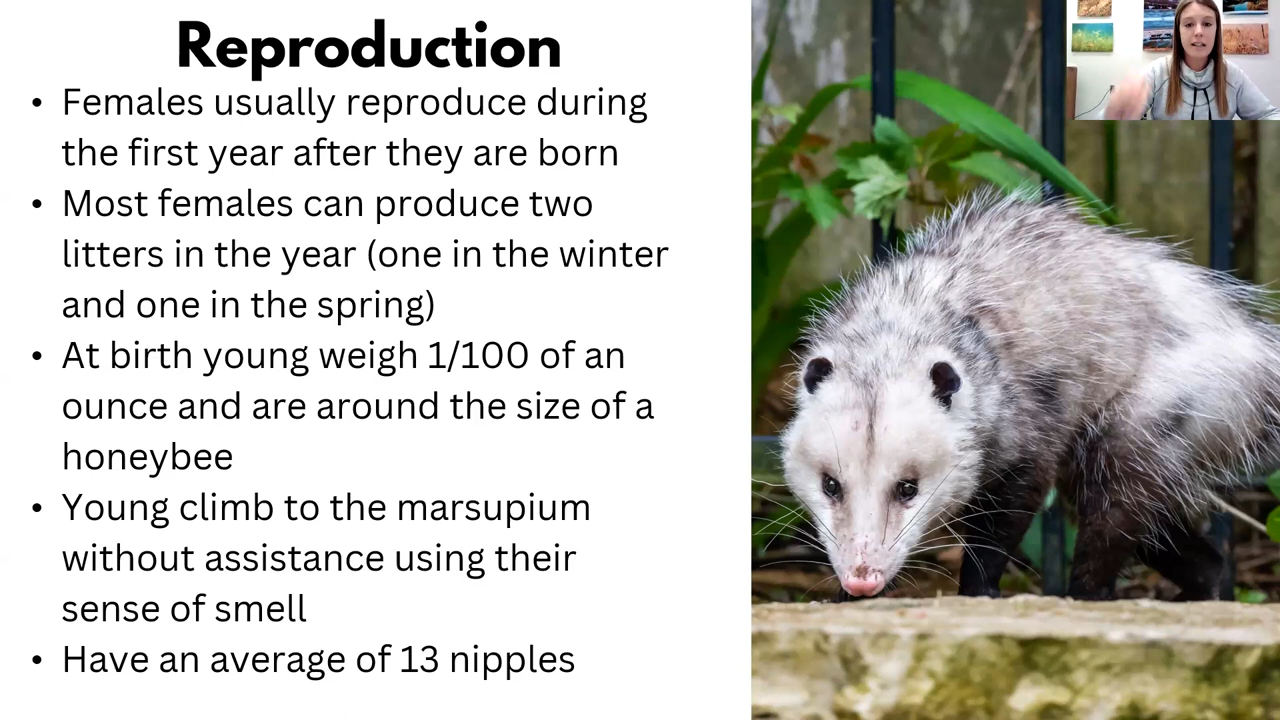 Reproduction
• Females usually reproduce during
the first year after they are born
• Most females can produce two
litters in the year (one in the winter
and one in the spring)
• At birth young weigh 1/100 of an
ounce and are around the size of a
honeybee
• Young climb to the marsupium
without assistance using their
sense of smell
• Have an average of 13 nipples